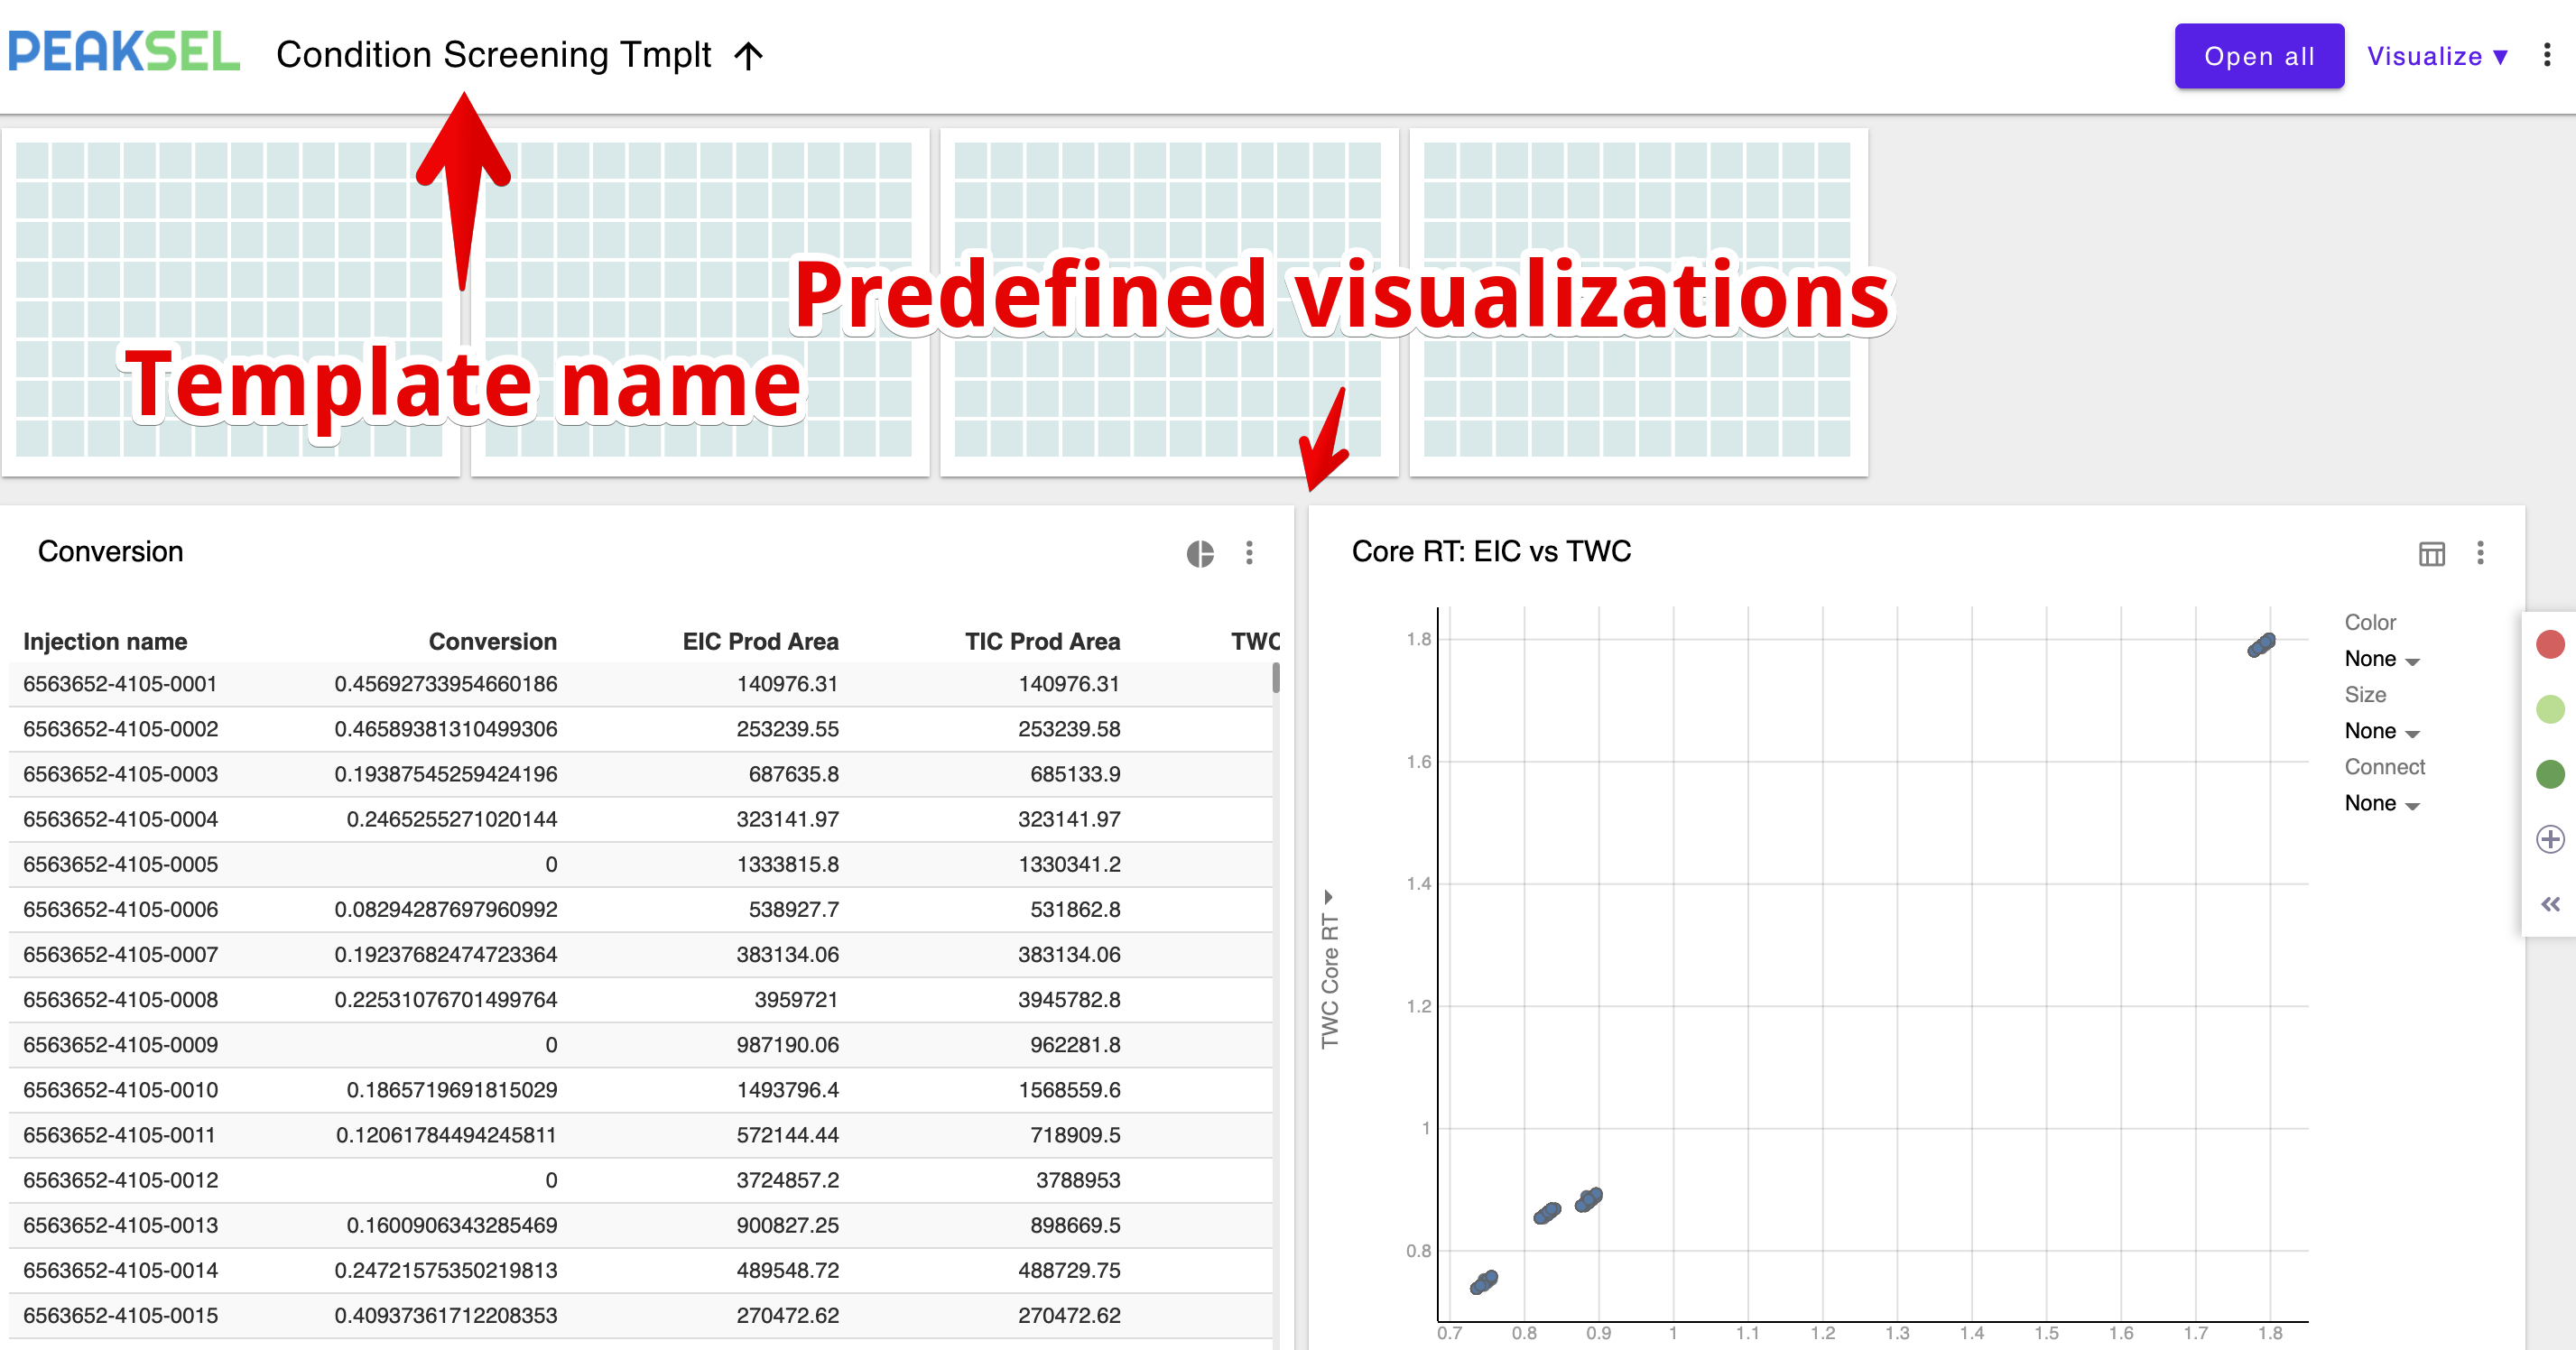 PEAKSEL Condition Screening Tmplt Open all Visualize
Predefined visualizations
Template name
Conversion
Injection name Conversion EIC Prod Area TIC Prod Area TWC
6563652-4105-0001 0.45692733954660186 140976.31 140976.31
6563652-4105-0002 0.46589381310499306 253239.55 253239.58
6563652-4105-0003 0.19387545259424196 687635.8 685133.9
6563652-4105-0004 0.2465255271020144 323141.97 323141.97
6563652-4105-0005 0 1333815.8 1330341.2
6563652-4105-0006 0.08294287697960992 538927.7 531862.8
6563652-4105-0007 0.19237682474723364 383134.06 383134.06
6563652-4105-0008 0.22531076701499764 3959721 3945782.8
6563652-4105-0009 0 987190.06 962281.8
6563652-4105-0010 0.1865719691815029 1493796.4 1568559.6
6563652-4105-0011 0.12061784494245811 572144.44 718909.5
6563652-4105-0012 0 3724857.2 3788953
6563652-4105-0013 0.1600906343285469 900827.25 898669.5
6563652-4105-0014 0.24721575350219813 489548.72 488729.75
6563652-4105-0015 0.40937361712208353 270472.62 270472.62
Core RT: EIC vs TWC
TWC Core RT
1.8
1.6
1.4
1.2
1
0.8
0.7 0.8 0.9 1 1.1 1.2 1.3 1.4 1.5 1.6 1.7 1.8
Color
None
Size
None
Connect
None